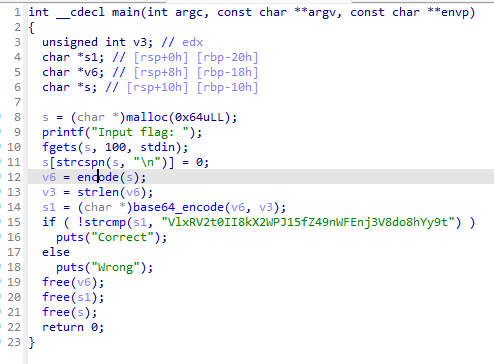 1 int __cdecl main(int argc, const char **argv, const char **envp)
2 {
3 unsigned int v3; // edx
4 char *s1; // [rsp+0h] [rbp-20h]
5 char *v6; // [rsp+8h] [rbp-18h]
6 char *s; // [rsp+10h] [rbp-10h]
7
8 s = (char *)malloc(0x64uLL);
9 printf("Input flag: ");
10 fgets(s, 100, stdin);
11 s[strcspn(s, "\n")] = 0;
12 v6 = encode(s);
13 v3 = strlen(v6);
14 s1 = (char *)base64_encode(v6, v3);
15 if ( !strcmp(s1, "VlxRV2t0II8kX2WPJ15fZ49nWFEnj3V8do8hYy9t") )
16 puts("Correct");
17 else
18 puts("Wrong");
19 free(v6);
20 free(s1);
21 free(s);
22 return 0;
23 }